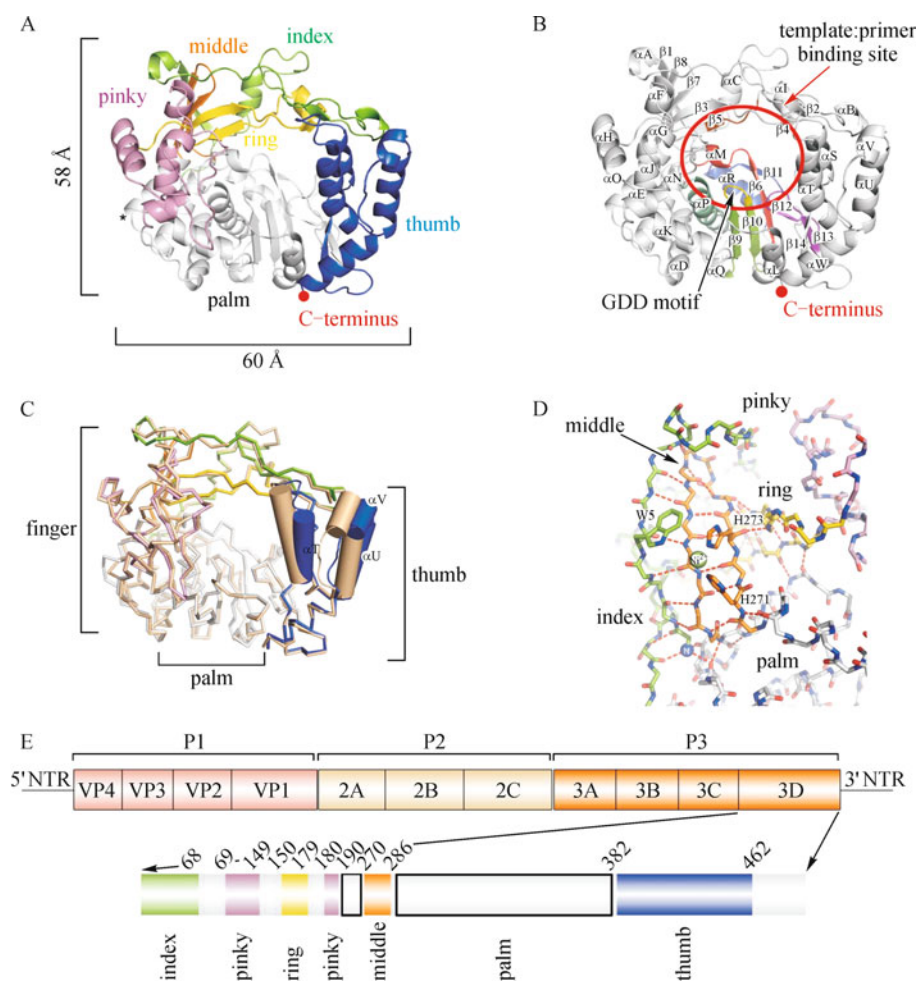 A
middle
index
pinky
ring
58 Å
*
thumb
palm
C-terminus
60 Å
B
template:primer
binding site
αA
β1
β8
αF
β7
αC
αI
β2
αB
β3
β5
β4
αH
αG
αV
αM
αS
αJ
αO
αN
αR
β11
αE
β6
αT
αU
αP
β12
αK
β10
β13
β9
β14
αD
αQ
αL
αW
GDD motif
C-terminus
C
finger
αV
αT
αU
thumb
palm
D
pinky
middle
ring
W5
H273
H271
index
N
palm
E
P1
P2
P3
5' NTR
VP4
VP3
VP2
VP1
2A
2B
2C
3A
3B
3C
3D
3' NTR
68
69-
149
150
179
180
190
270
286
382
462
index
pinky
ring
pinky
middle
palm
thumb